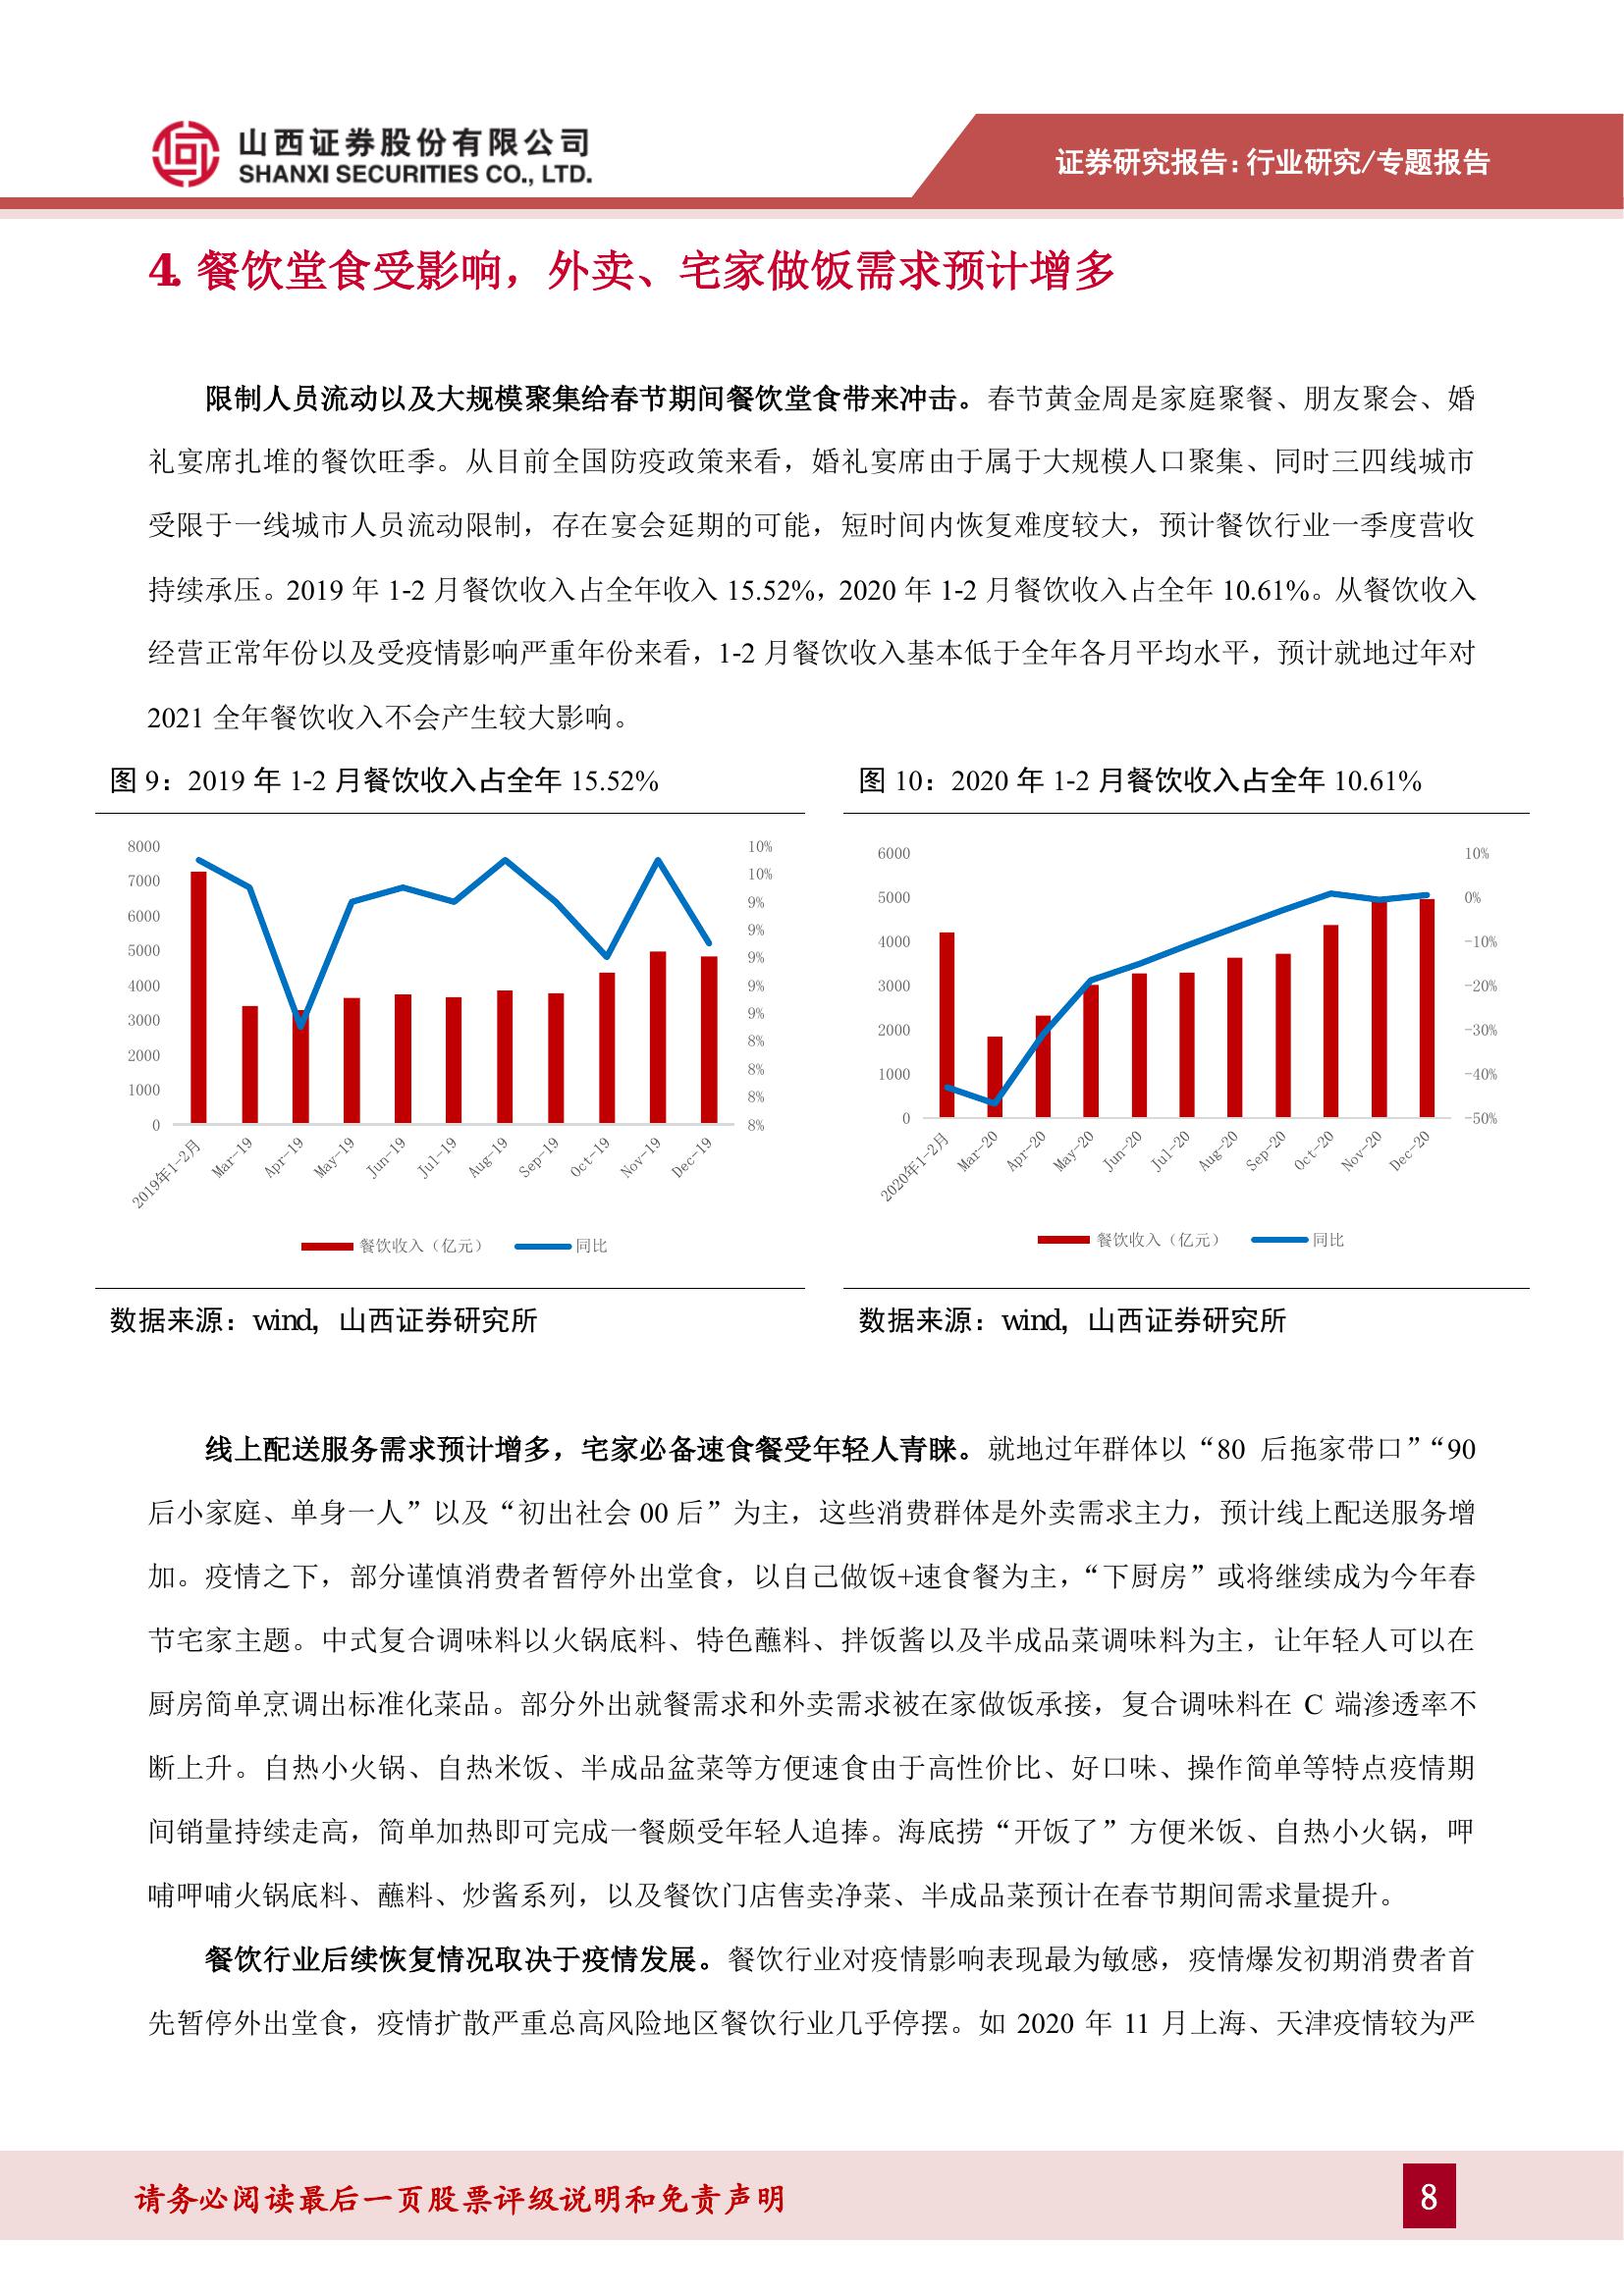 山西证券股份有限公司
SHANXI SECURITIES CO., LTD.
证券研究报告：行业研究/专题报告
4. 餐饮堂食受影响，外卖、宅家做饭需求预计增多
限制人员流动以及大规模聚集给春节期间餐饮堂食带来冲击。春节黄金周是家庭聚餐、朋友聚会、婚
礼宴席扎堆的餐饮旺季。从目前全国防疫政策来看，婚礼宴席由于属于大规模人口聚集、同时三四线城市
受限于一线城市人员流动限制，存在宴会延期的可能，短时间内恢复难度较大，预计餐饮行业一季度营收
持续承压。2019 年 1-2 月餐饮收入占全年收入 15.52%，2020 年 1-2 月餐饮收入占全年 10.61%。从餐饮收入
经营正常年份以及受疫情影响严重年份来看，1-2 月餐饮收入基本低于全年各月平均水平，预计就地过年对
2021 全年餐饮收入不会产生较大影响。
图 9：2019 年 1-2 月餐饮收入占全年 15.52%
8000
7000
6000
5000
4000
3000
2000
1000
0
10%
10%
9%
9%
9%
9%
9%
8%
8%
8%
8%
2019年1-2月
Mar-19
Apr-19
May-19
Jun-19
Jul-19
Aug-19
Sep-19
Oct-19
Nov-19
Dec-19
餐饮收入（亿元）
同比
数据来源：wind，山西证券研究所
图 10：2020 年 1-2 月餐饮收入占全年 10.61%
6000
5000
4000
3000
2000
1000
0
10%
0%
-10%
-20%
-30%
-40%
-50%
2020年1-2月
Mar-20
Apr-20
May-20
Jun-20
Jul-20
Aug-20
Sep-20
Oct-20
Nov-20
Dec-20
餐饮收入（亿元）
同比
数据来源：wind，山西证券研究所
线上配送服务需求预计增多，宅家必备速食餐受年轻人青睐。就地过年群体以“80 后拖家带口”“90
后小家庭、单身一人”以及“初出社会 00 后”为主，这些消费群体是外卖需求主力，预计线上配送服务增
加。疫情之下，部分谨慎消费者暂停外出堂食，以自己做饭+速食餐为主，“下厨房”或将继续成为今年春
节宅家主题。中式复合调味料以火锅底料、特色蘸料、拌饭酱以及半成品菜调味料为主，让年轻人可以在
厨房简单烹调出标准化菜品。部分外出就餐需求和外卖需求被在家做饭承接，复合调味料在 C 端渗透率不
断上升。自热小火锅、自热米饭、半成品盆菜等方便速食由于高性价比、好口味、操作简单等特点疫情期
间销量持续走高，简单加热即可完成一餐颇受年轻人追捧。海底捞“开饭了”方便米饭、自热小火锅，呷
哺呷哺火锅底料、蘸料、炒酱系列，以及餐饮门店售卖净菜、半成品菜预计在春节期间需求量提升。
餐饮行业后续恢复情况取决于疫情发展。餐饮行业对疫情影响表现最为敏感，疫情爆发初期消费者首
先暂停外出堂食，疫情扩散严重总高风险地区餐饮行业几乎停摆。如 2020 年 11 月上海、天津疫情较为严
请务必阅读最后一页股票评级说明和免责声明
8